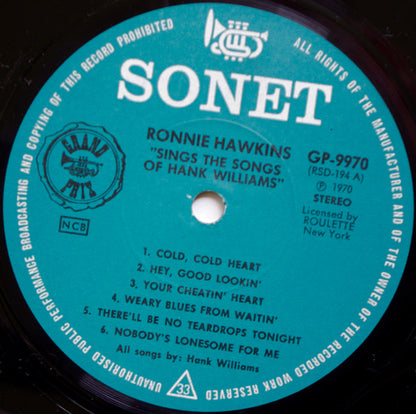 UNAUTHORISED PUBLIC PERFORMANCE BROADCASTING AND COPYING OF THIS RECORD PROHIBITED
ALL RIGHTS OF THE MANUFACTURER AND OF THE OWNER OF THE RECORDED WORK RESERVED
SONET
RONNIE HAWKINS
"SINGS THE SONGS
OF HANK WILLIAMS"
GRAND
PRIX
NCB
GP-9970
(RSD-194 A)
Ⓟ 1970
STEREO
Licensed by
ROULETTE
New York
1. COLD, COLD HEART
2. HEY, GOOD LOOKIN'
3. YOUR CHEATIN' HEART
4. WEARY BLUES FROM WAITIN'
5. THERE'LL BE NO TEARDROPS TONIGHT
6. NOBODY'S LONESOME FOR ME
All songs by: Hank Williams
33